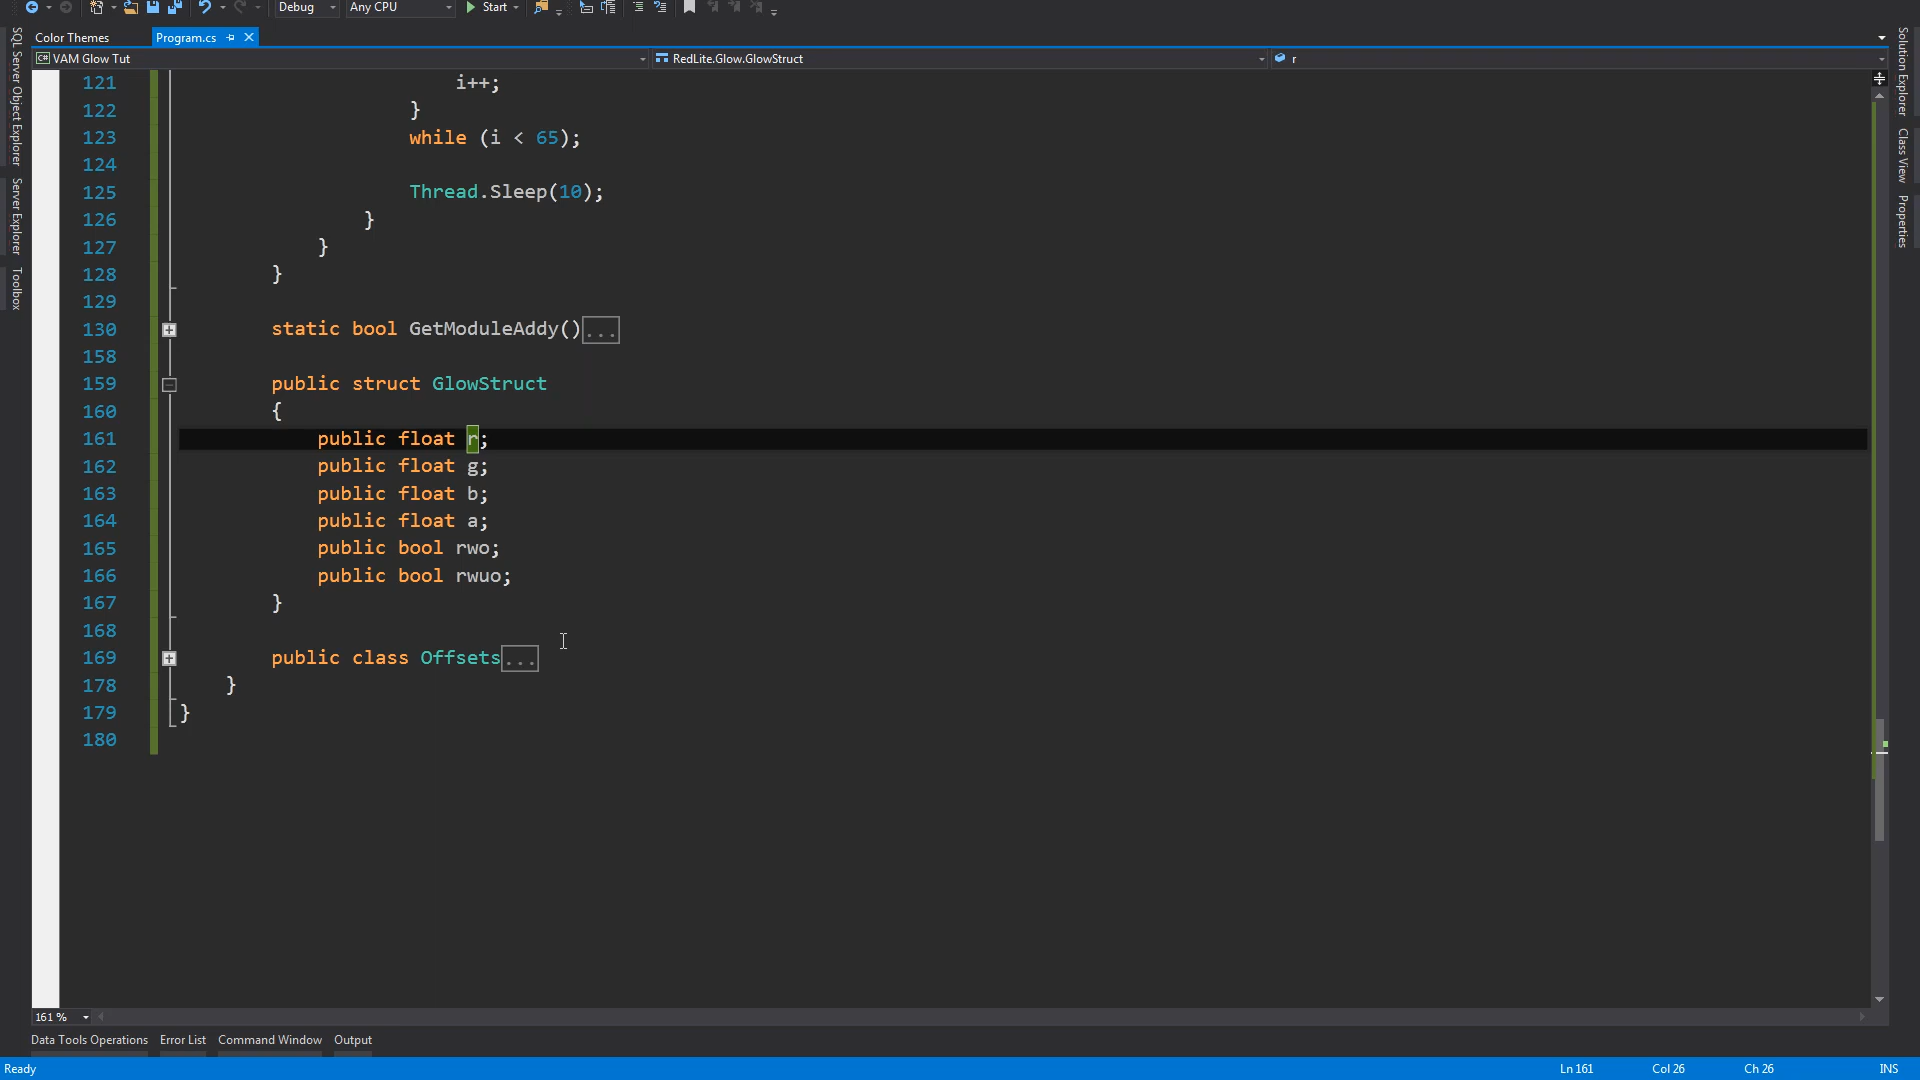 Debug Any CPU Start
Color Themes Program.cs
VAM Glow Tut RedLite.Glow.GlowStruct r
SQL Server Object Explorer
Server Explorer
Toolbox
121 i++;
122 }
123 while (i < 65);
124
125 Thread.Sleep(10);
126 }
127 }
128 }
129
130 static bool GetModuleAddy()...
158
159 public struct GlowStruct
160 {
161 public float r;
162 public float g;
163 public float b;
164 public float a;
165 public bool rwo;
166 public bool rwuo;
167 }
168
169 public class Offsets...
178 }
179 }
180
Solution Explorer
Class View
Properties
161 %
Data Tools Operations Error List Command Window Output
Ready Ln 161 Col 26 Ch 26 INS